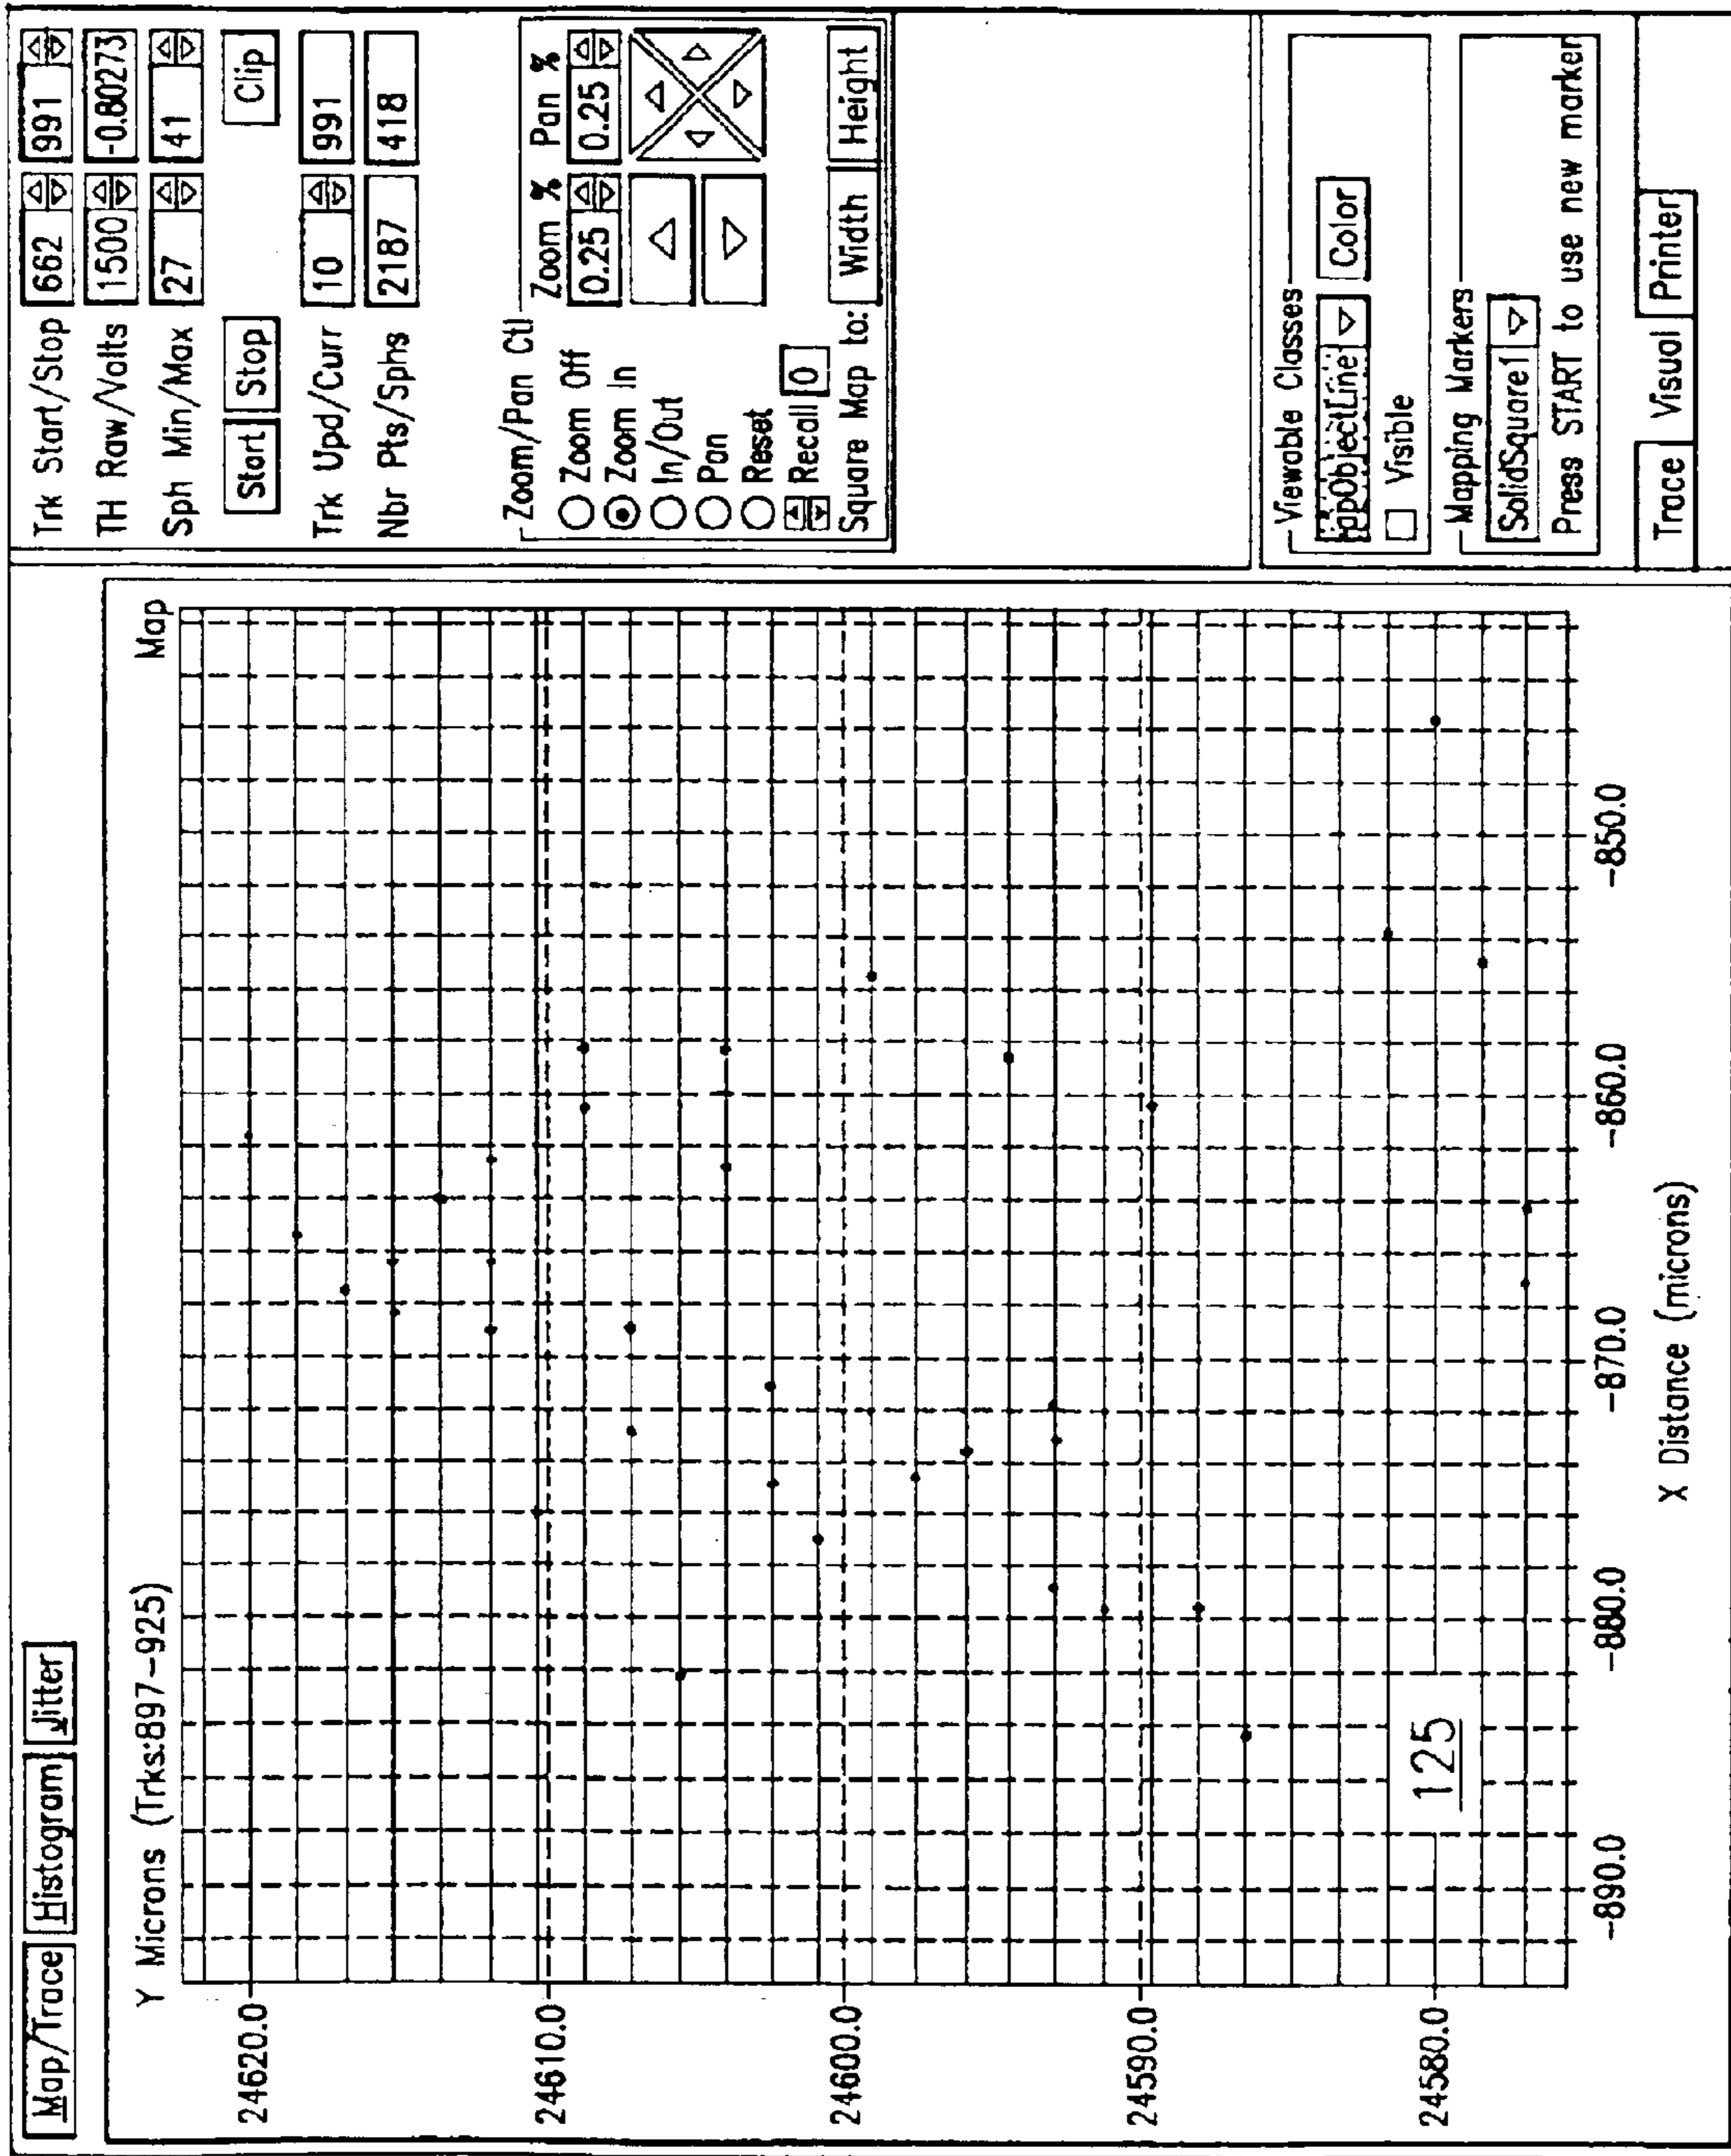 Map/Trace Histogram Jitter
Y Microns (Trks:897-925)
Map
24620.0
24610.0
24600.0
24590.0
24580.0
-890.0 -880.0 -870.0 -860.0 -850.0
X Distance (microns)
125
Trk Start/Stop 662 991
TH Raw/Valts 1500 -0.80273
Sph Min/Max 27 41
Start Stop Clip
Trk Upd/Curr 10 991
Nbr Pts/Sphs 2187 418
Zoom/Pan Ctl
Zoom % Pan %
0.25 0.25
Zoom Off
Zoom In
In/Out
Pan
Reset
Recall 0
Square Map to: Width Height
Viewable Classes
Color
Visible
Mapping Markers
SolidSquare1
Press START to use new marker
Trace Visual Printer